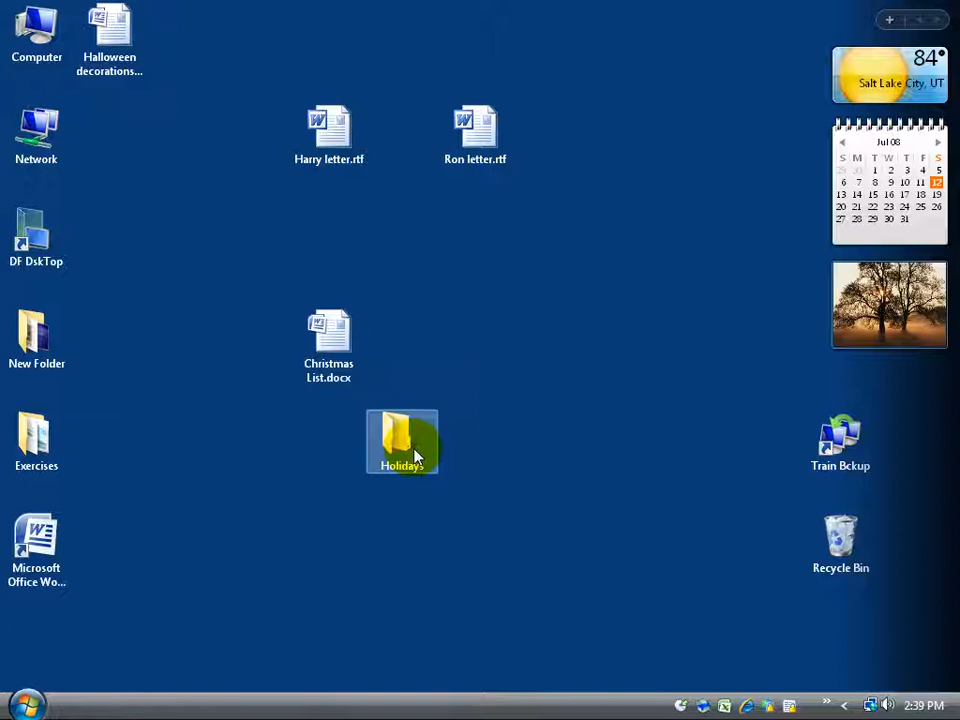 Computer
Halloween
decorations...
84°
Salt Lake City, UT
Network
Harry letter.rtf
Ron letter.rtf
Jul 08
S M T W T F S
29 30 1 2 3 4 5
6 7 8 9 10 11 12
13 14 15 16 17 18 19
20 21 22 23 24 25 26
27 28 29 30 31
DF DskTop
New Folder
Christmas
List.docx
Exercises
Holidays
Train Bckup
Microsoft
Office Wo...
Recycle Bin
2:39 PM